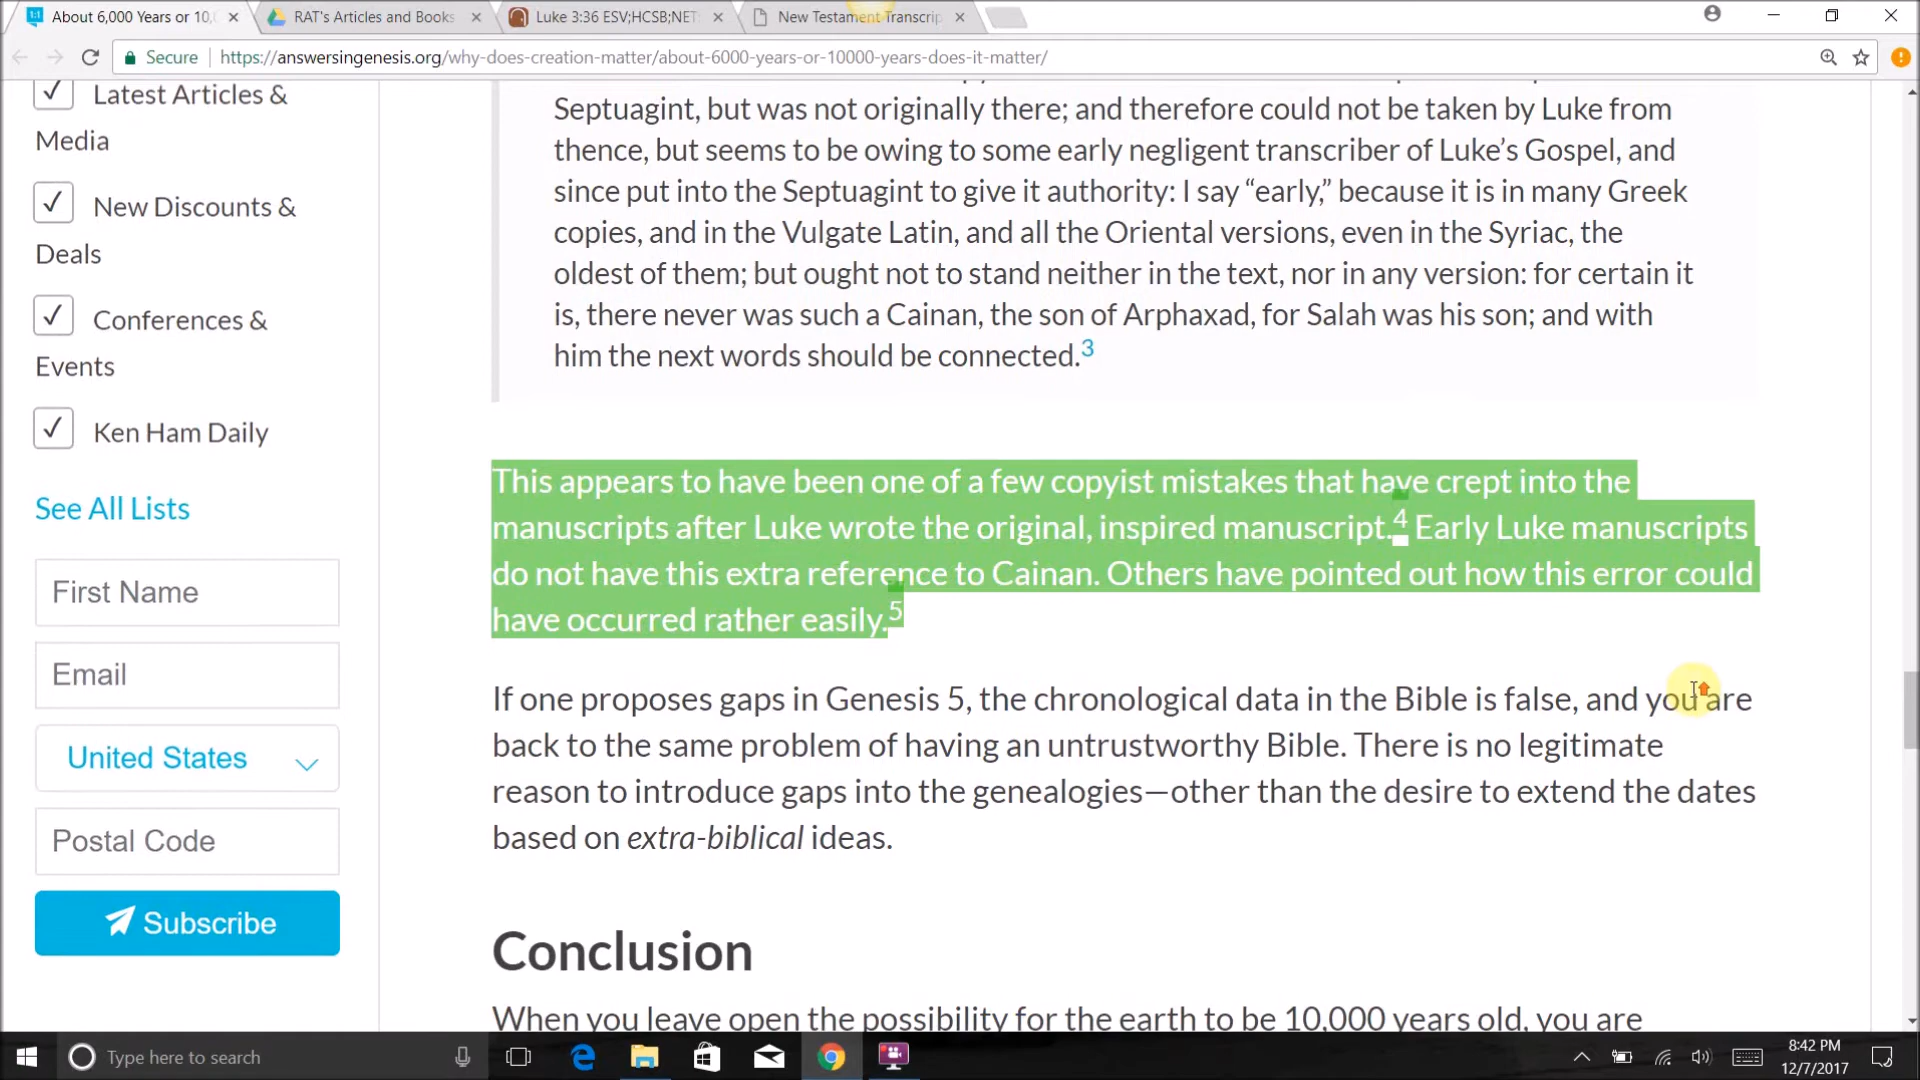 About 6,000 Years or 10,
RAT's Articles and Books
Luke 3:36 ESV;HCSB;NET
New Testament Transcrip
Secure
https://answersingenesis.org/why-does-creation-matter/about-6000-years-or-10000-years-does-it-matter/
Latest Articles &
Media
New Discounts &
Deals
Conferences &
Events
Ken Ham Daily
See All Lists
First Name
Email
United States
Postal Code
Subscribe
Septuagint, but was not originally there; and therefore could not be taken by Luke from
thence, but seems to be owing to some early negligent transcriber of Luke's Gospel, and
since put into the Septuagint to give it authority: I say “early,” because it is in many Greek
copies, and in the Vulgate Latin, and all the Oriental versions, even in the Syriac, the
oldest of them; but ought not to stand neither in the text, nor in any version: for certain it
is, there never was such a Cainan, the son of Arphaxad, for Salah was his son; and with
him the next words should be connected.3
This appears to have been one of a few copyist mistakes that have crept into the
manuscripts after Luke wrote the original, inspired manuscript.4 Early Luke manuscripts
do not have this extra reference to Cainan. Others have pointed out how this error could
have occurred rather easily.5
If one proposes gaps in Genesis 5, the chronological data in the Bible is false, and you are
back to the same problem of having an untrustworthy Bible. There is no legitimate
reason to introduce gaps into the genealogies—other than the desire to extend the dates
based on extra-biblical ideas.
Conclusion
When you leave open the possibility for the earth to be 10,000 years old, you are
Type here to search
8:42 PM
12/7/2017